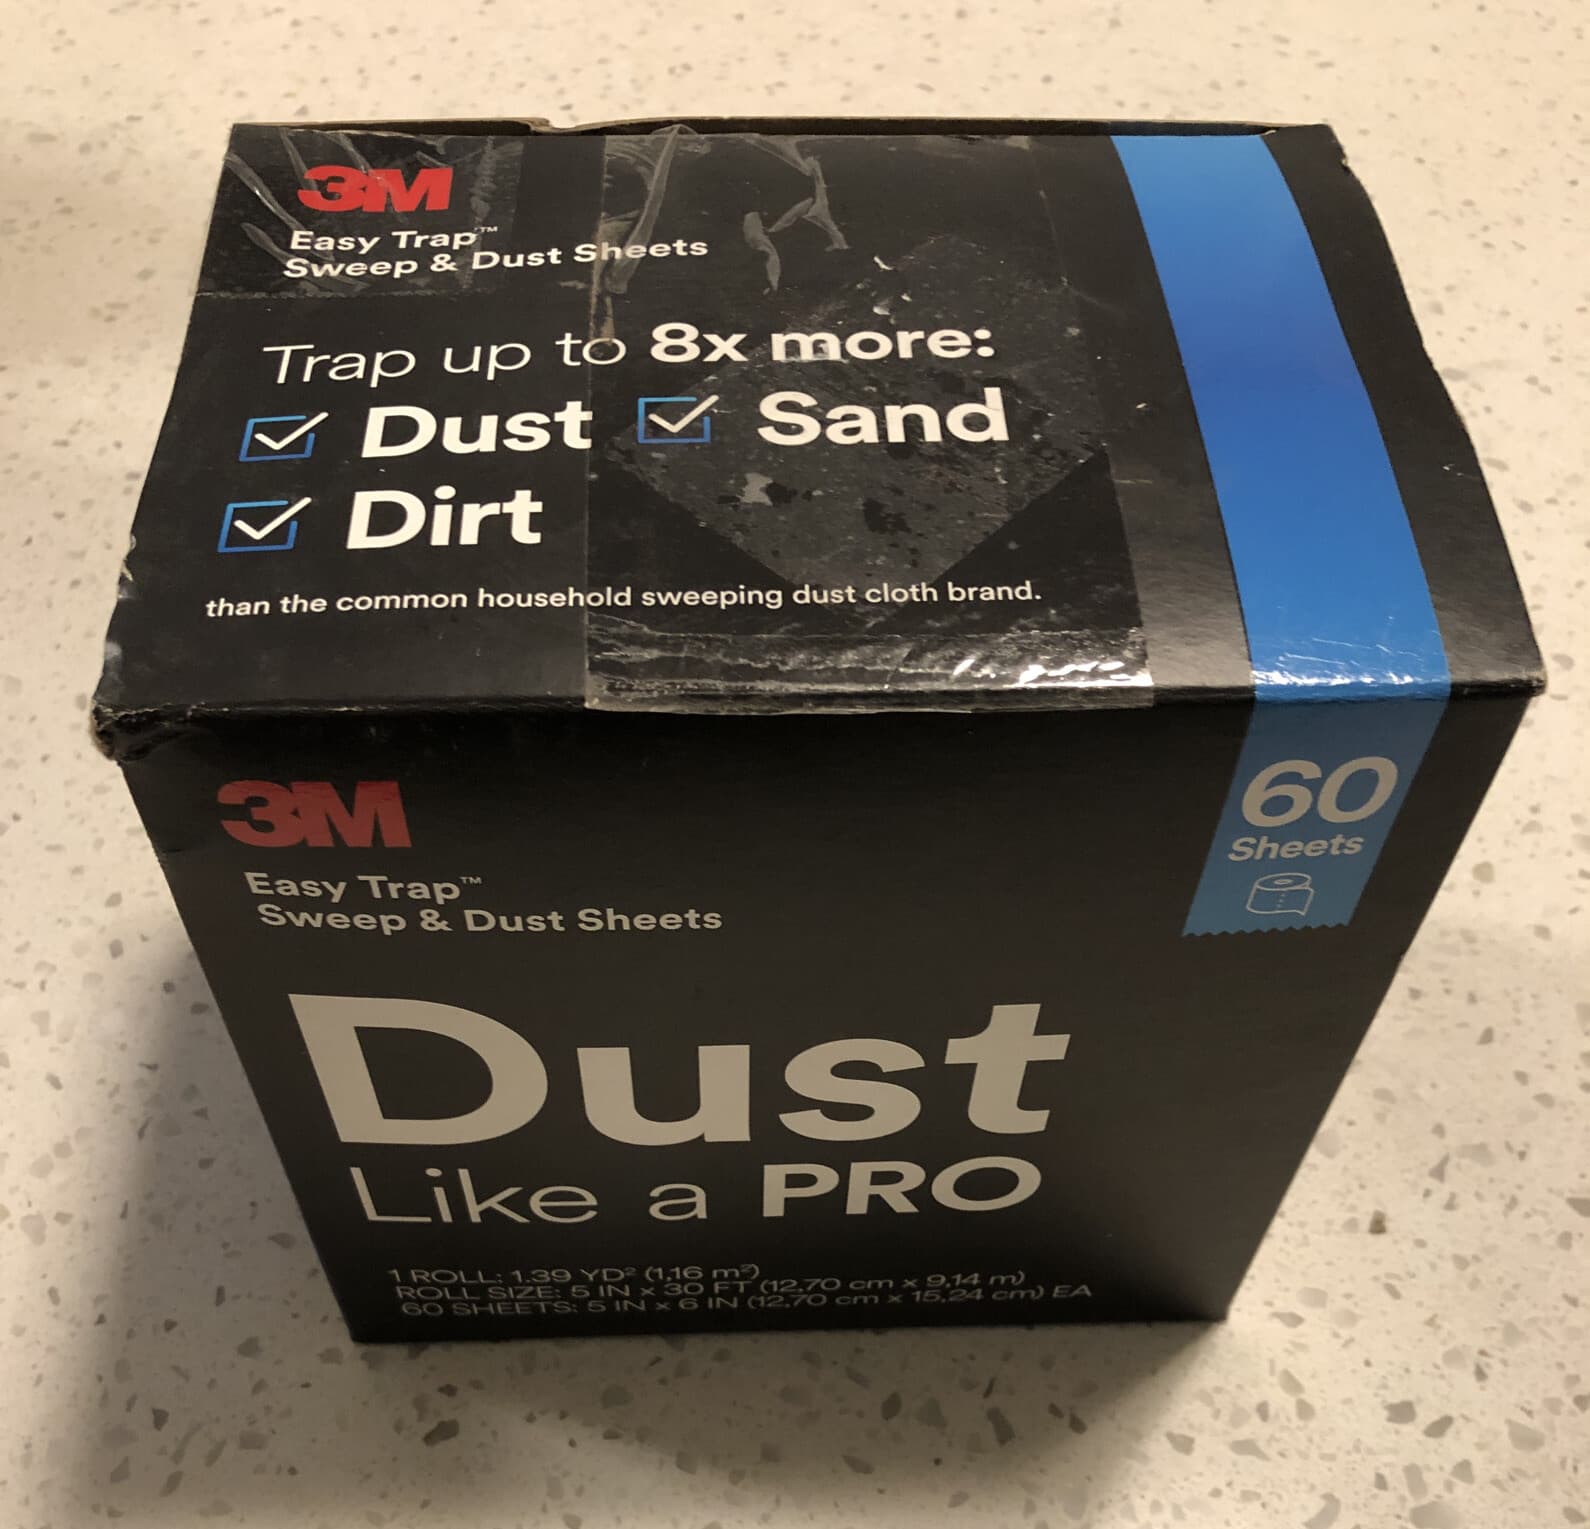 3M
Easy Trap™
Sweep & Dust Sheets
Trap up to 8x more:
Dust Sand
Dirt
than the common household sweeping dust cloth brand.
3M
Easy Trap™
Sweep & Dust Sheets
60
Sheets
Dust
Like a PRO
1 ROLL: 1.39 YD² (1,16 m²)
ROLL SIZE: 5 IN x 30 FT (12,70 cm x 9,14 m)
60 SHEETS: 5 IN x 6 IN (12,70 cm x 15,24 cm) EA